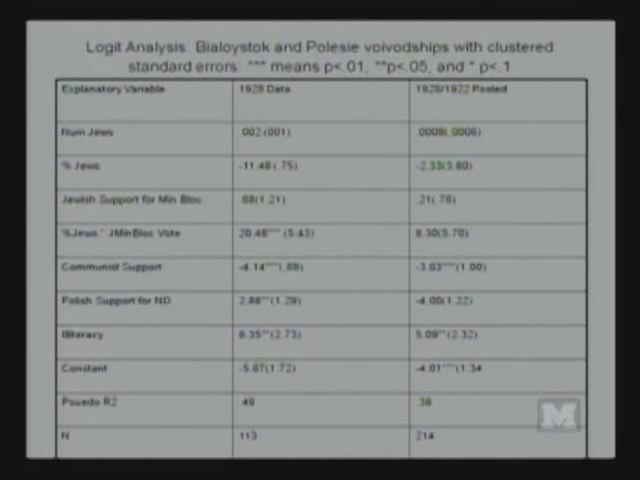 Logit Analysis: Bialoystok and Polesie voivodships with clustered
standard errors: *** means p<.01, **p<.05, and * p<.1
Explanatory Variable 1928 Data 1928/1922 Pooled
Num Jews .002(.001) .0008(.0006)
% Jews -11.48(.75) -2.33(3.80)
Jewish Support for Min Bloc .68(1.21) .21(.78)
%Jews * JMinBloc Vote 20.48*** (5.43) 8.30(5.70)
Communist Support -4.14***(.89) -3.03***(1.00)
Polish Support for ND 2.86**(1.29) -4.00(1.22)
Illiteracy 6.35**(2.73) 5.09**(2.32)
Constant -5.87(1.72) -4.01***(1.34
Psuedo R2 .49 .38
N 113 214
M